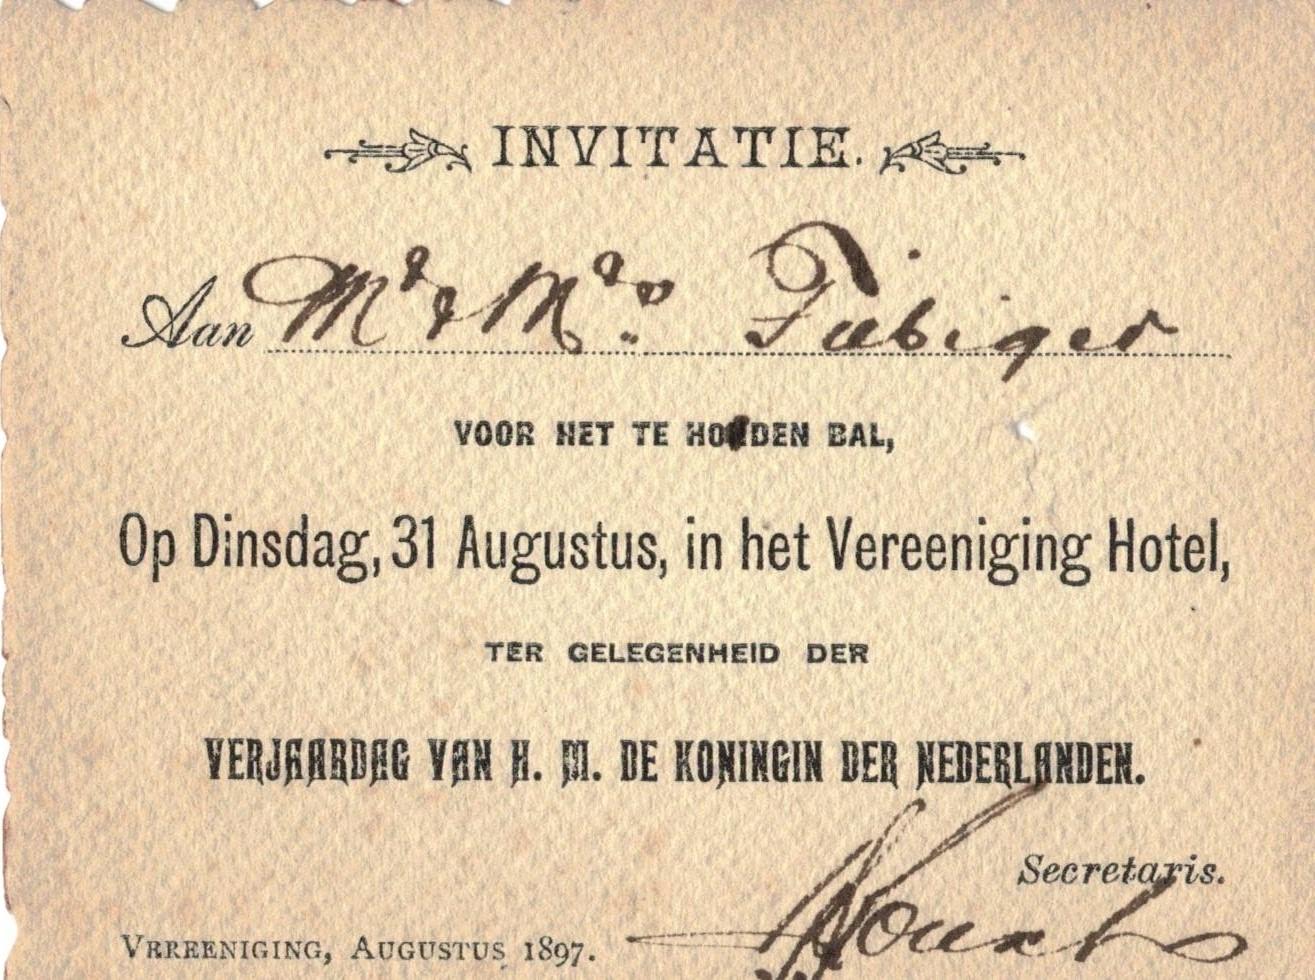 INVITATIE.
Aan Mr & Mrs. Fabiger
VOOR HET TE HOUDEN BAL,
Op Dinsdag, 31 Augustus, in het Vereeniging Hotel,
TER GELEGENHEID DER
VERJAARDAG VAN H. M. DE KONINGIN DER NEDERLANDEN.
Secretaris.
VEREENIGING, AUGUSTUS 1897.